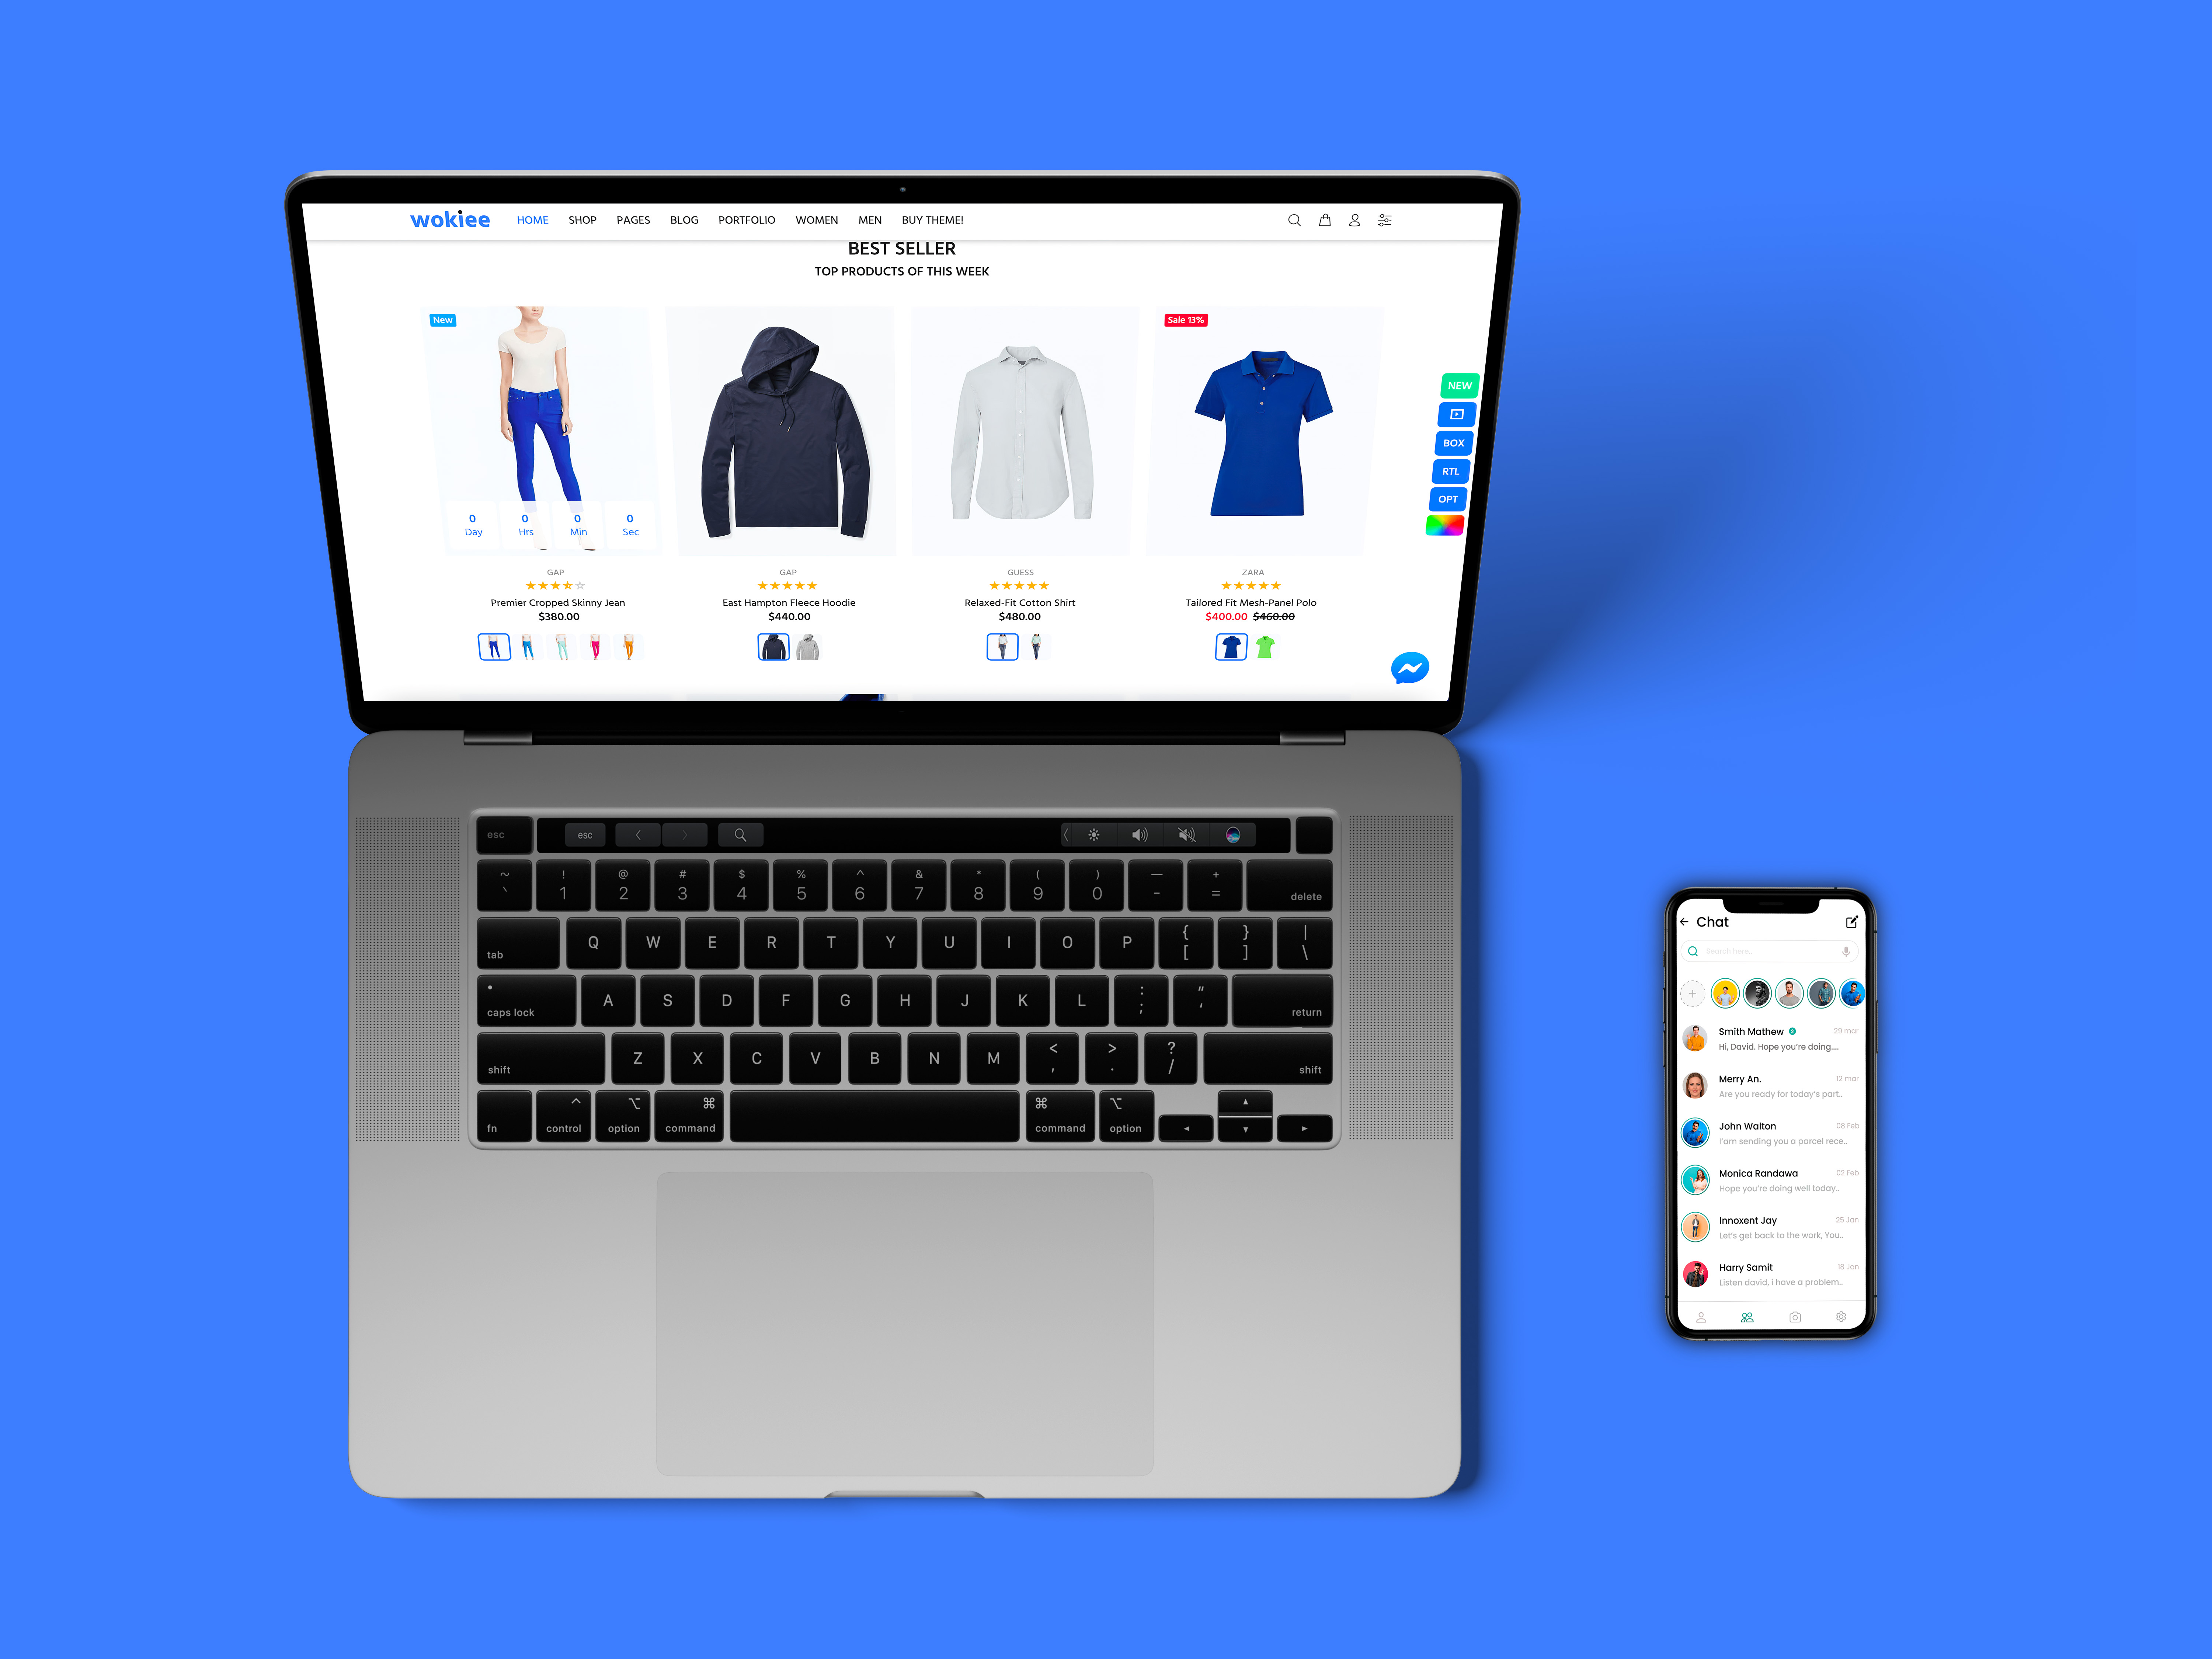 wokiee HOME SHOP PAGES BLOG PORTFOLIO WOMEN MEN BUY THEME!
BEST SELLER
TOP PRODUCTS OF THIS WEEK
New
Sale 13%
NEW
BOX
RTL
OPT
0 0 0 0
Day Hrs Min Sec
GAP
Premier Cropped Skinny Jean
$380.00
GAP
East Hampton Fleece Hoodie
$440.00
GUESS
Relaxed-Fit Cotton Shirt
$480.00
ZARA
Tailored Fit Mesh-Panel Polo
$400.00 $460.00
esc esc
~ ! @ # $ % ^ & * ( ) — +
` 1 2 3 4 5 6 7 8 9 0 - = delete
tab Q W E R T Y U I O P { [ } ] | \
caps lock A S D F G H J K L : ; “ ‘ return
shift Z X C V B N M < , > . ? / shift
fn ^ control ⌥ option ⌘ command ⌘ command ⌥ option
Chat
Search here..
Smith Mathew 2 29 mar
Hi, David. Hope you're doing....
Merry An. 12 mar
Are you ready for today's part..
John Walton 08 Feb
I'am sending you a parcel rece..
Monica Randawa 02 Feb
Hope you're doing well today..
Innoxent Jay 26 Jan
Let's get back to the work, You..
Harry Samit 18 Jan
Listen david, i have a problem..